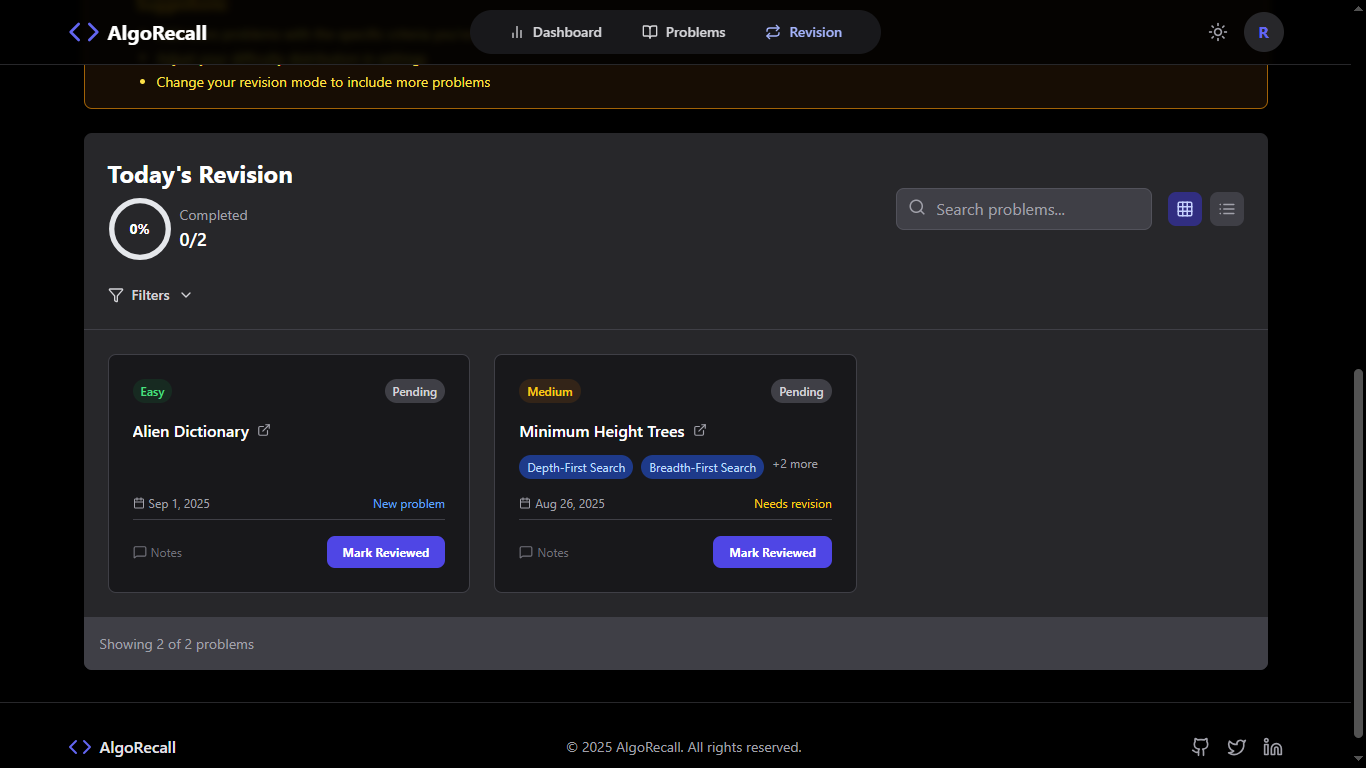 AlgoRecall
Dashboard
Problems
Revision
R
Change your revision mode to include more problems
Today's Revision
0%
Completed
0/2
Search problems...
Filters
Easy
Pending
Alien Dictionary
Sep 1, 2025
New problem
Notes
Mark Reviewed
Medium
Pending
Minimum Height Trees
Depth-First Search
Breadth-First Search
+2 more
Aug 26, 2025
Needs revision
Notes
Mark Reviewed
Showing 2 of 2 problems
AlgoRecall
© 2025 AlgoRecall. All rights reserved.